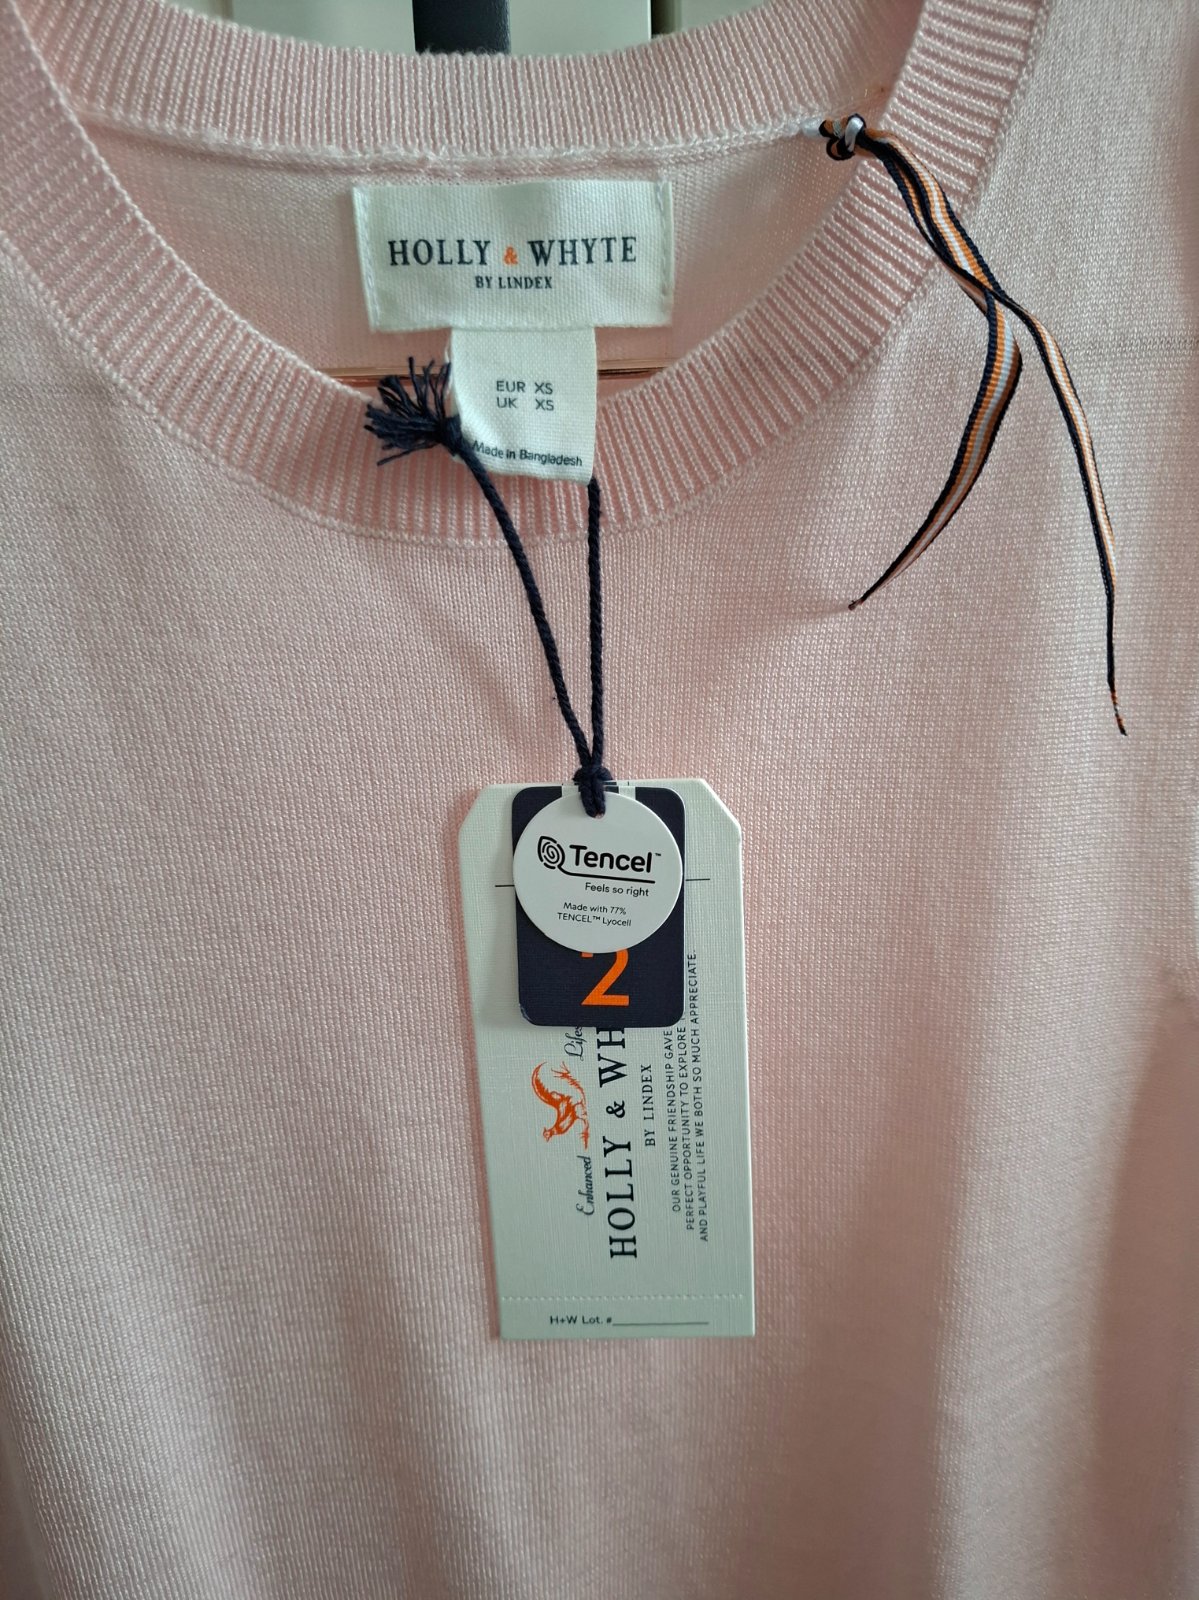 HOLLY & WHYTE
BY LINDEX
EUR XS
UK XS
Made in Bangladesh
Tencel™
Feels so right
Made with 77%
TENCEL™ Lyocell
2
Enhanced
HOLLY & WH
BY LINDEX
OUR GENUINE FRIENDSHIP GAVE
PERFECT OPPORTUNITY TO EXPLORE
AND PLAYFUL LIFE WE BOTH SO MUCH APPRECIATE.
H+W Lot. #